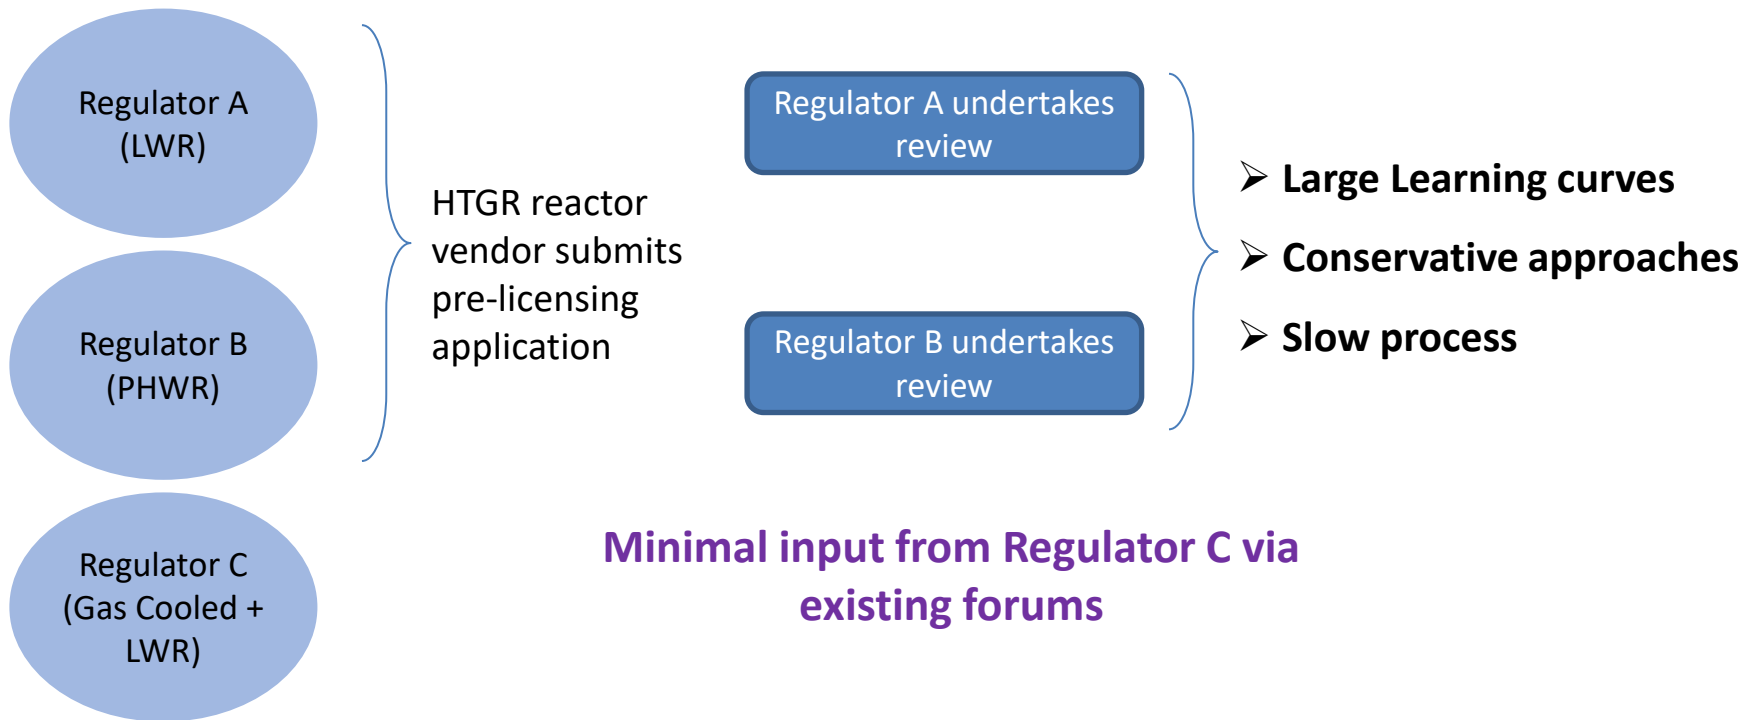 Regulator A
(LWR)
Regulator B
(PHWR)
Regulator C
(Gas Cooled +
LWR)
HTGR reactor
vendor submits
pre-licensing
application
Regulator A undertakes
review
Regulator B undertakes
review
➢ Large Learning curves
➢ Conservative approaches
➢ Slow process
Minimal input from Regulator C via
existing forums